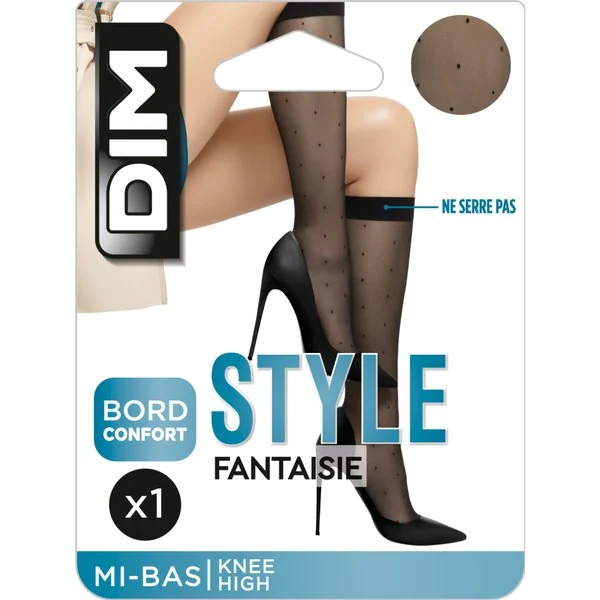 DIM
NE SERRE PAS
STYLE
FANTAISIE
BORD
CONFORT
x1
MI-BAS
KNEE
HIGH